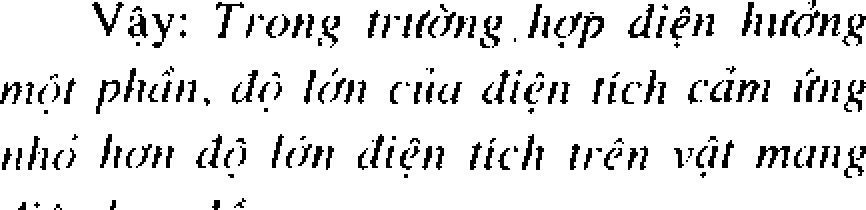 Vậy: Trong trường hợp điện hưởng
một phần, độ lớn của điện tích cảm ứng
nhỏ hơn độ lớn điện tích trên vật mang